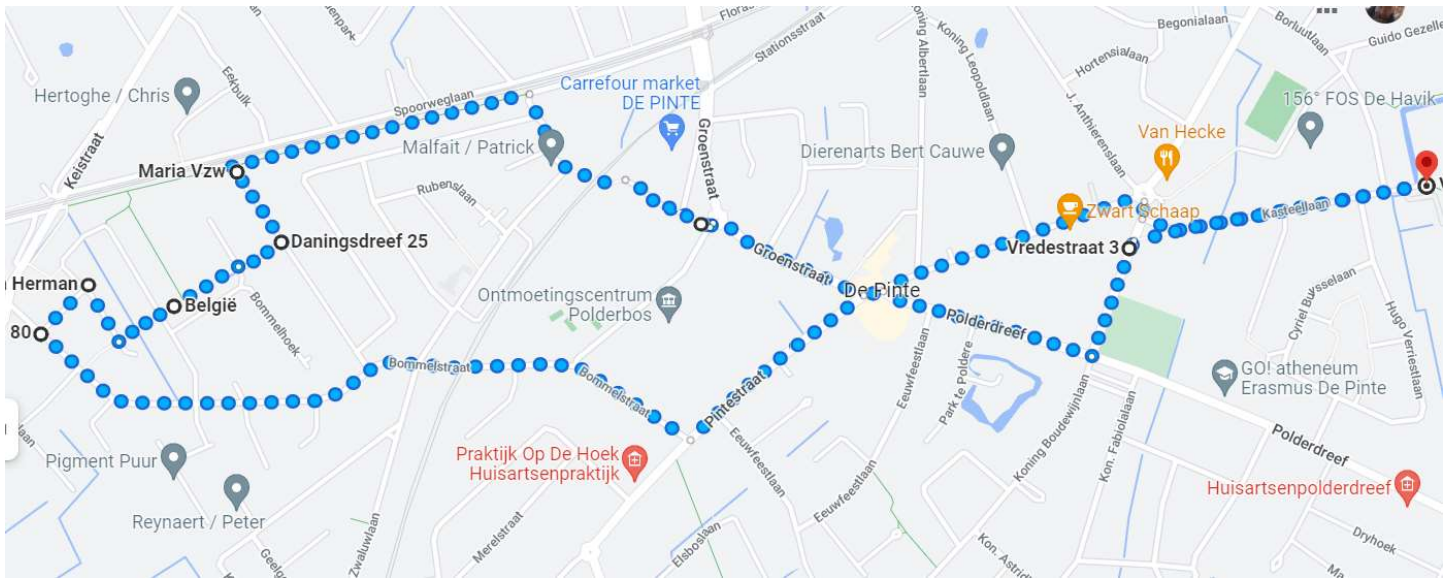 Floras
Begonialaan
Borluutlaan
Guido Gezelle
Stationsstraat
Koning Albertlaan
Koning Leopoldlaan
Hortensialaan
Eekbulk
Hertoghe / Chris
Spoorweglaan
Carrefour market
DE PINTE
J. Anthierenslaan
156° FOS De Havik
Keistraat
Groenstraat
Van Hecke
Malfait / Patrick
Dierenarts Bert Cauwe
Maria Vzw
Rubenslaan
Zwart Schaap
Kasteellaan
Daningsdreef 25
Groenstraat
Vredestraat 3
Herman
België
De Pinte
Ontmoetingscentrum
Polderbos
Bommelhoek
Polderdreef
80
Cyriel Buysselaan
Hugo Verriestlaan
Bommelstraat
Bommelstraat
Pintestraat
Eeuwfeestlaan
Park te Poldere
GO! atheneum
Erasmus De Pinte
Koning Boudewijnlaan
Kon. Fabiolalaan
Polderdreef
Pigment Puur
Praktijk Op De Hoek
Huisartsenpraktijk
Eeuwfeestlaan
Eeuwfeestlaan
Huisartsenpolderdreef
Reynaert / Peter
Merelstraat
Zwaluwlaan
Elsboslaan
Kon. Astrid
Dryhoek